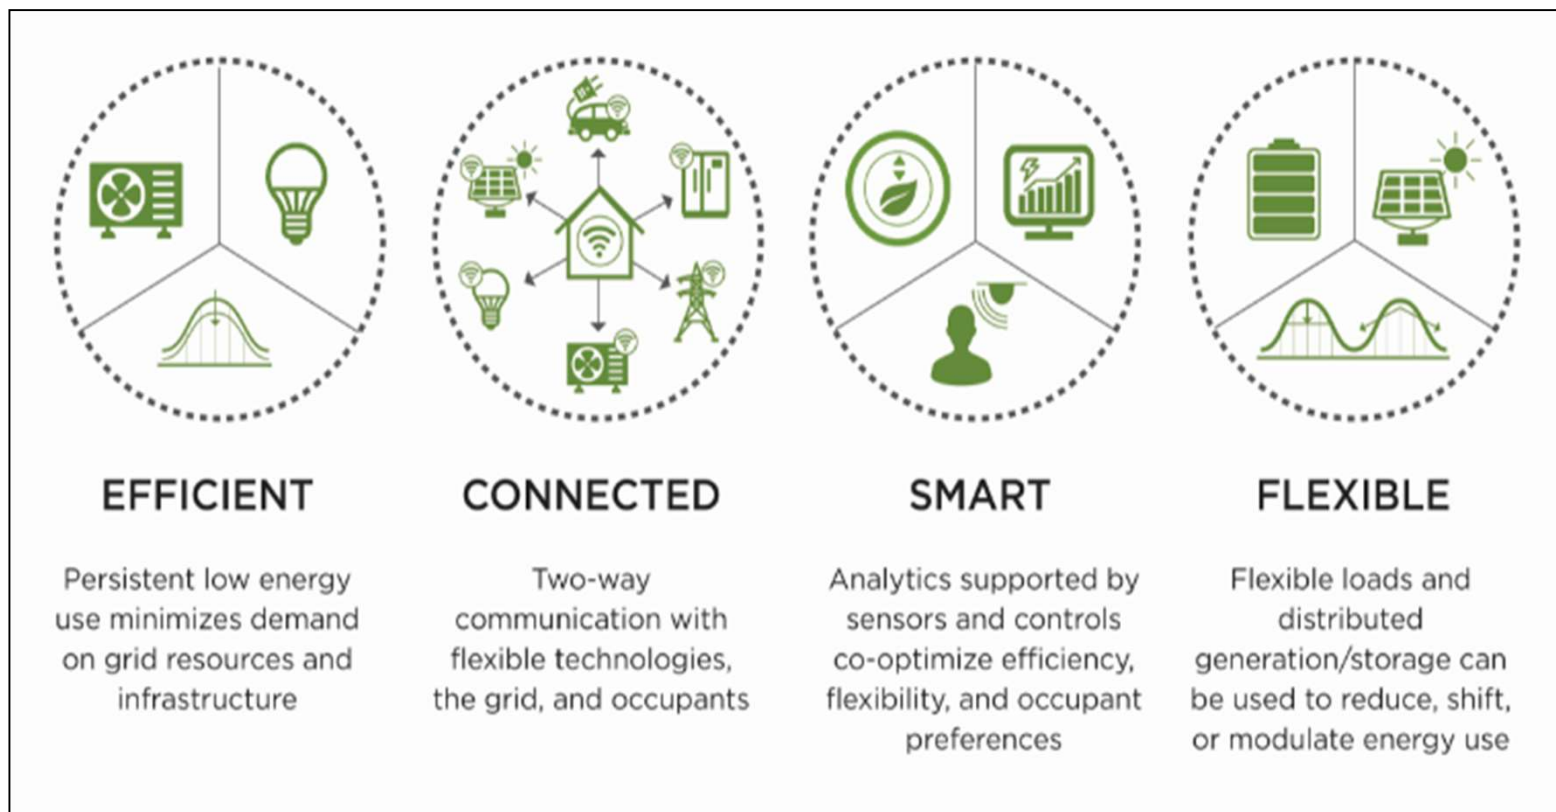 EFFICIENT
Persistent low energy
use minimizes demand
on grid resources and
infrastructure
CONNECTED
Two-way
communication with
flexible technologies,
the grid, and occupants
SMART
Analytics supported by
sensors and controls
co-optimize efficiency,
flexibility, and occupant
preferences
FLEXIBLE
Flexible loads and
distributed
generation/storage can
be used to reduce, shift,
or modulate energy use